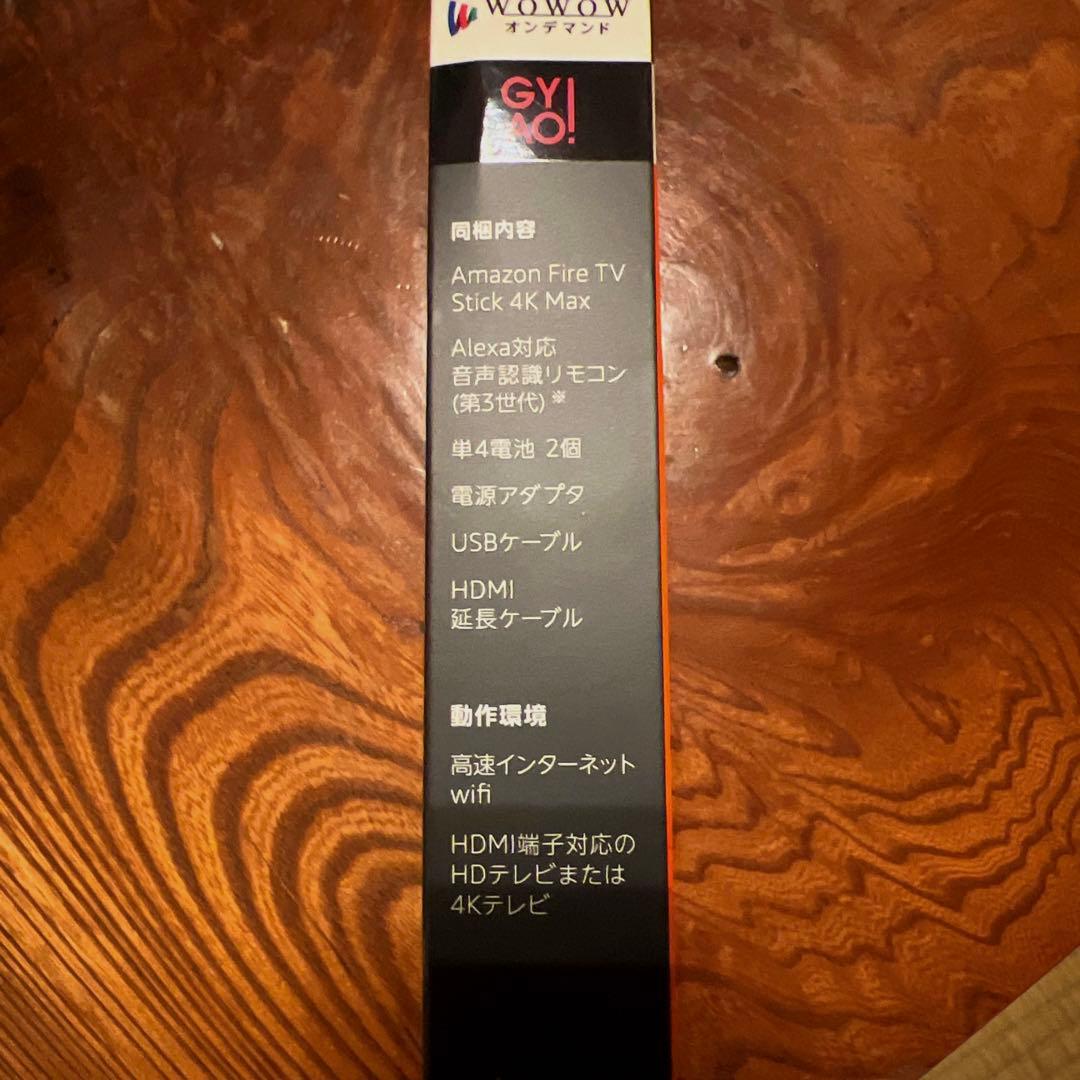 WOWOW
オンデマンド
GY
AO!
同梱内容
Amazon Fire TV
Stick 4K Max
Alexa対応
音声認識リモコン
(第3世代)※
単4電池 2個
電源アダプタ
USBケーブル
HDMI
延長ケーブル
動作環境
高速インターネット
wifi
HDMI端子対応の
HDテレビまたは
4Kテレビ